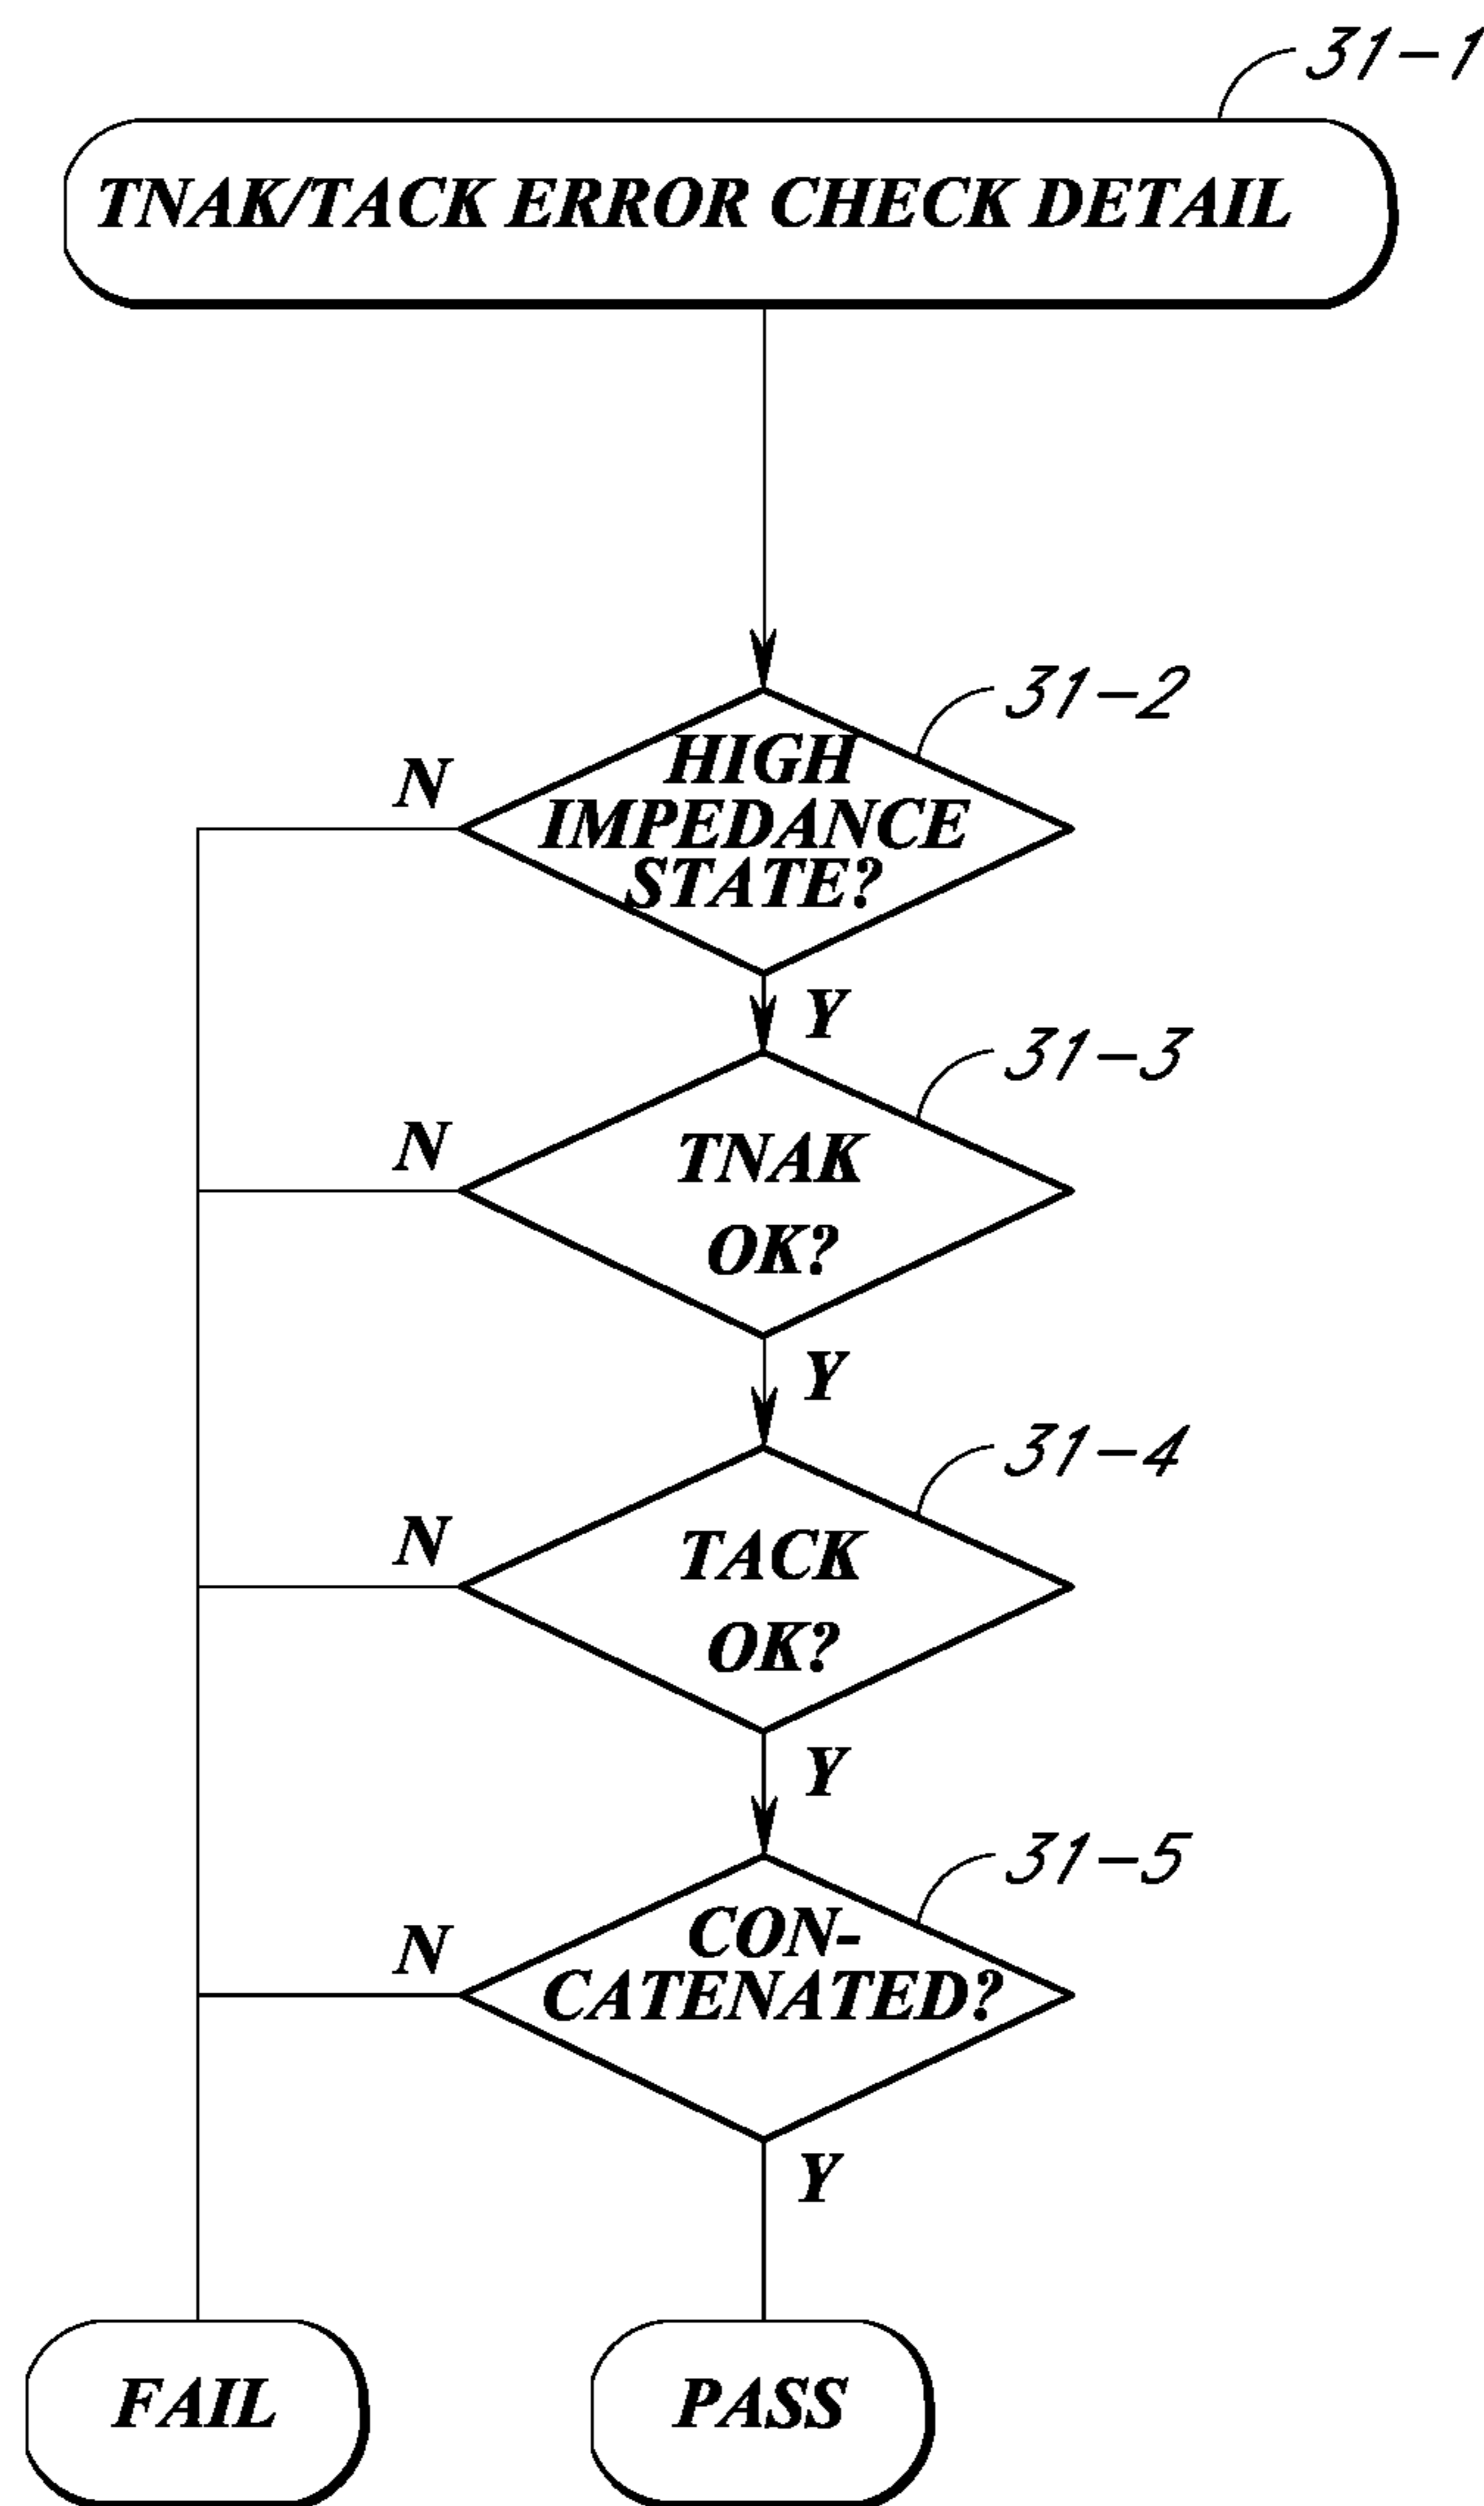 31-1
TNAK/TACK ERROR CHECK DETAIL
31-2
N
HIGH
IMPEDANCE
STATE?
Y
31-3
N
TNAK
OK?
Y
31-4
N
TACK
OK?
Y
31-5
N
CON-
CATENATED?
Y
FAIL
PASS